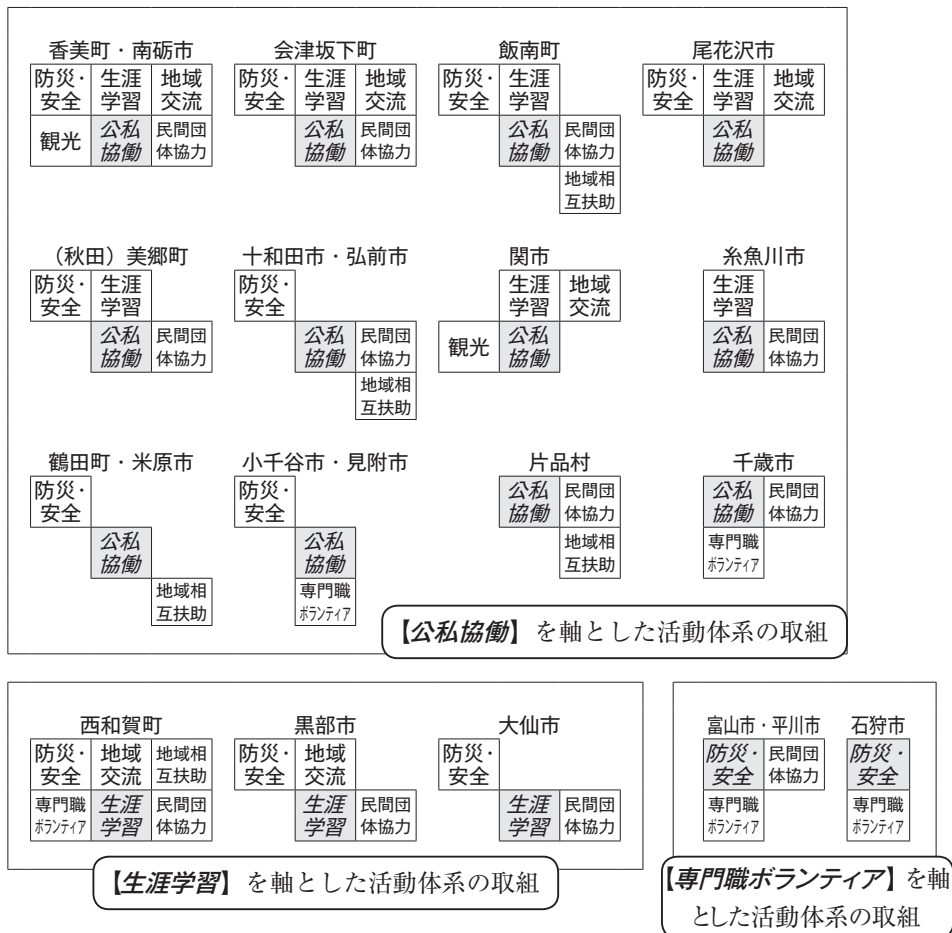 香美町・南砺市
防災・安全
生涯学習
地域交流
観光
公私協働
民間団体協力
会津坂下町
防災・安全
生涯学習
地域交流
公私協働
民間団体協力
飯南町
防災・安全
生涯学習
公私協働
民間団体協力
地域相互扶助
尾花沢市
防災・安全
生涯学習
地域交流
公私協働
（秋田）美郷町
防災・安全
生涯学習
公私協働
民間団体協力
十和田市・弘前市
防災・安全
公私協働
民間団体協力
地域相互扶助
関市
生涯学習
地域交流
観光
公私協働
糸魚川市
生涯学習
公私協働
民間団体協力
鶴田町・米原市
防災・安全
公私協働
地域相互扶助
小千谷市・見附市
防災・安全
公私協働
専門職ボランティア
片品村
公私協働
民間団体協力
地域相互扶助
千歳市
公私協働
民間団体協力
専門職ボランティア
【公私協働】を軸とした活動体系の取組
西和賀町
防災・安全
地域交流
地域相互扶助
専門職ボランティア
生涯学習
民間団体協力
黒部市
防災・安全
地域交流
生涯学習
民間団体協力
大仙市
防災・安全
生涯学習
民間団体協力
【生涯学習】を軸とした活動体系の取組
富山市・平川市
防災・安全
民間団体協力
専門職ボランティア
石狩市
防災・安全
専門職ボランティア
【専門職ボランティア】を軸
とした活動体系の取組